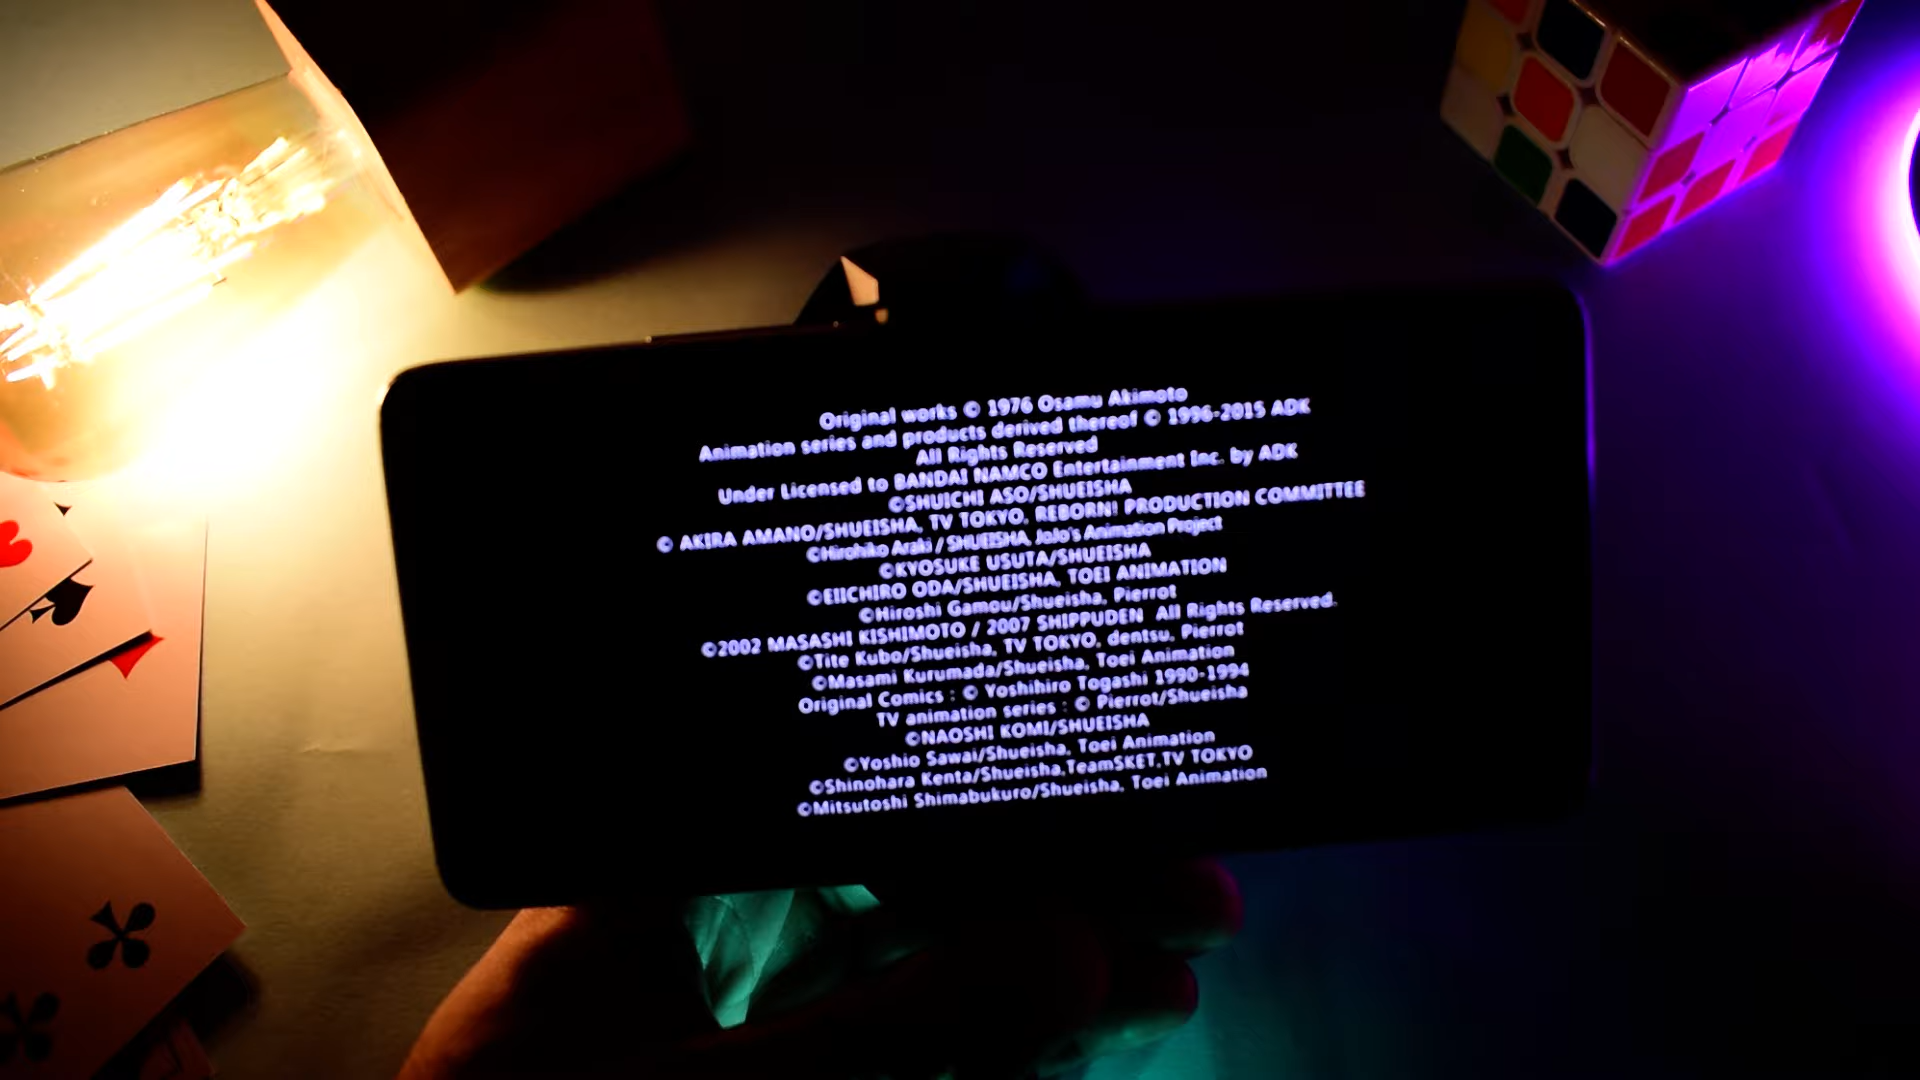 Original works © 1976 Osamu Akimoto
Animation series and products derived thereof © 1996-2015 ADK
All Rights Reserved
Under Licensed to BANDAI NAMCO Entertainment Inc. by ADK
©SHUICHI ASO/SHUEISHA
© AKIRA AMANO/SHUEISHA, TV TOKYO, REBORN! PRODUCTION COMMITTEE
©Hirohiko Araki / SHUEISHA, JoJo's Animation Project
©KYOSUKE USUTA/SHUEISHA
©EIICHIRO ODA/SHUEISHA, TOEI ANIMATION
©Hiroshi Gamou/Shueisha, Pierrot
©2002 MASASHI KISHIMOTO / 2007 SHIPPUDEN All Rights Reserved.
©Tite Kubo/Shueisha, TV TOKYO, dentsu, Pierrot
©Masami Kurumada/Shueisha, Toei Animation
Original Comics : © Yoshihiro Togashi 1990-1994
TV animation series : © Pierrot/Shueisha
©NAOSHI KOMI/SHUEISHA
©Yoshio Sawai/Shueisha, Toei Animation
©Shinohara Kenta/Shueisha,TeamSKET,TV TOKYO
©Mitsutoshi Shimabukuro/Shueisha, Toei Animation